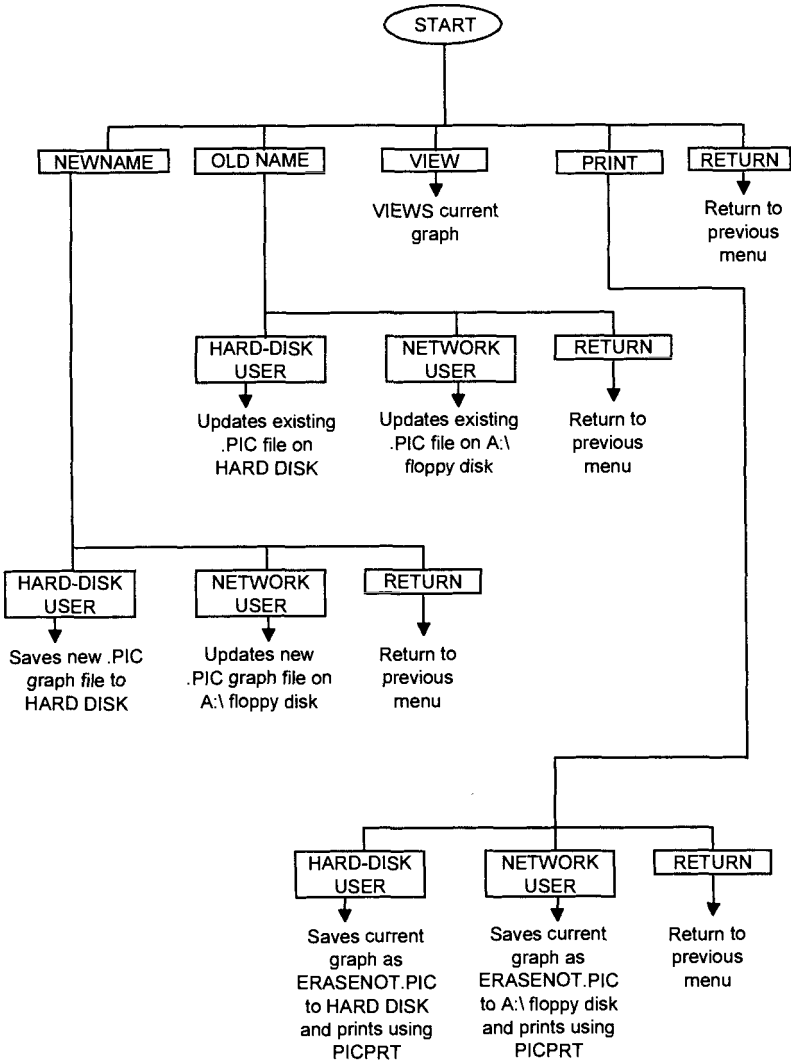 START
NEWNAME
OLD NAME
VIEW
PRINT
RETURN
VIEWS current
graph
Return to
previous
menu
HARD-DISK
USER
NETWORK
USER
RETURN
Updates existing
.PIC file on
HARD DISK
Updates existing
.PIC file on A:\
floppy disk
Return to
previous
menu
HARD-DISK
USER
NETWORK
USER
RETURN
Saves new .PIC
graph file to
HARD DISK
Updates new
.PIC graph file on
A:\ floppy disk
Return to
previous
menu
HARD-DISK
USER
NETWORK
USER
RETURN
Saves current
graph as
ERASENOT.PIC
to HARD DISK
and prints using
PICPRT
Saves current
graph as
ERASENOT.PIC
to A:\ floppy disk
and prints using
PICPRT
Return to
previous
menu